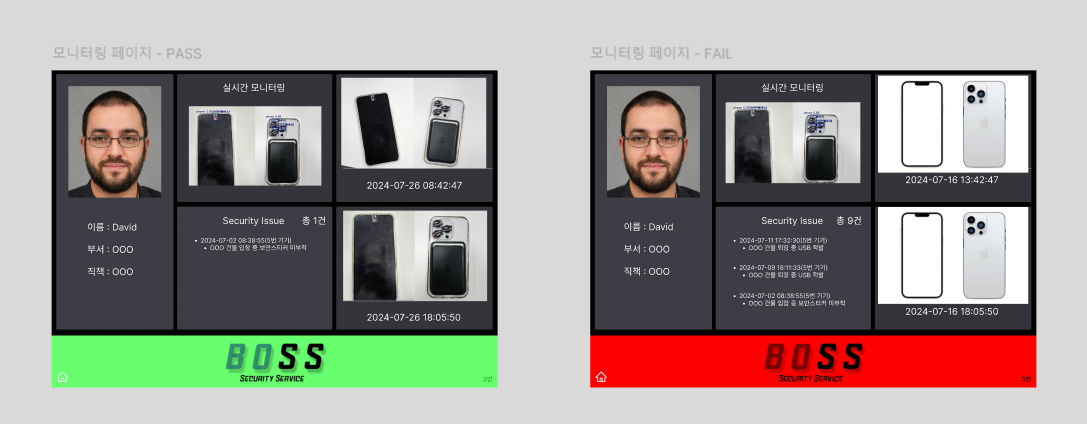 모니터링 페이지 - PASS
실시간 모니터링
2024-07-26 08:42:47
이름 : David
부서 : OOO
직책 : OOO
Security Issue 총 1건
• 2024-07-02 08:38:55(5번 기기)
• OOO 건물 입장 중 보안스티커 미부착
2024-07-26 18:05:50
BOSS
SECURITY SERVICE
3번
모니터링 페이지 - FAIL
실시간 모니터링
2024-07-16 13:42:47
이름 : David
부서 : OOO
직책 : OOO
Security Issue 총 9건
• 2024-07-11 17:32:30(5번 기기)
• OOO 건물 퇴장 중 USB 적발
• 2024-07-09 18:11:33(5번 기기)
• OOO 건물 퇴장 중 USB 적발
• 2024-07-02 08:36:55(5번 기기)
• OOO 건물 입장 중 보안스티커 미부착
2024-07-16 18:05:50
BOSS
SECURITY SERVICE
3번